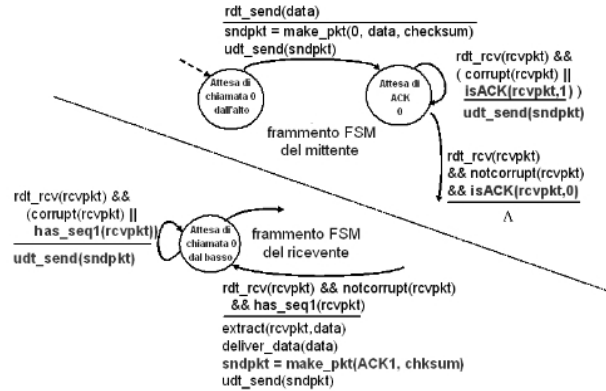 rdt_send(data)
sndpkt = make_pkt(0, data, checksum)
udt_send(sndpkt)
Attesa di
chiamata 0
dall'alto
Attesa di
ACK
0
rdt_rcv(rcvpkt) &&
( corrupt(rcvpkt) ||
isACK(rcvpkt,1) )
udt_send(sndpkt)
frammento FSM
del mittente
rdt_rcv(rcvpkt)
&& notcorrupt(rcvpkt)
&& isACK(rcvpkt,0)
Λ
rdt_rcv(rcvpkt) &&
(corrupt(rcvpkt) ||
has_seq1(rcvpkt))
udt_send(sndpkt)
Attesa di
chiamata 0
dal basso
frammento FSM
del ricevente
rdt_rcv(rcvpkt) && notcorrupt(rcvpkt)
&& has_seq1(rcvpkt)
extract(rcvpkt,data)
deliver_data(data)
sndpkt = make_pkt(ACK1, chksum)
udt_send(sndpkt)